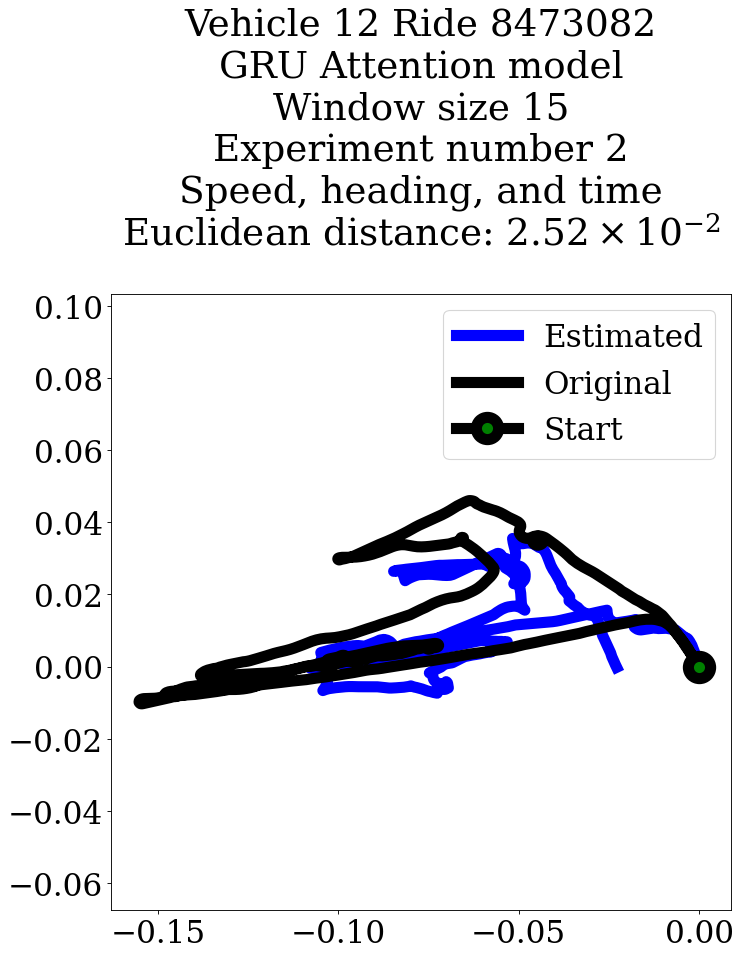 Vehicle 12 Ride 8473082
GRU Attention model
Window size 15
Experiment number 2
Speed, heading, and time
Euclidean distance: 2.52 × 10⁻²
Estimated
Original
Start
0.10
0.08
0.06
0.04
0.02
0.00
−0.02
−0.04
−0.06
−0.15 −0.10 −0.05 0.00